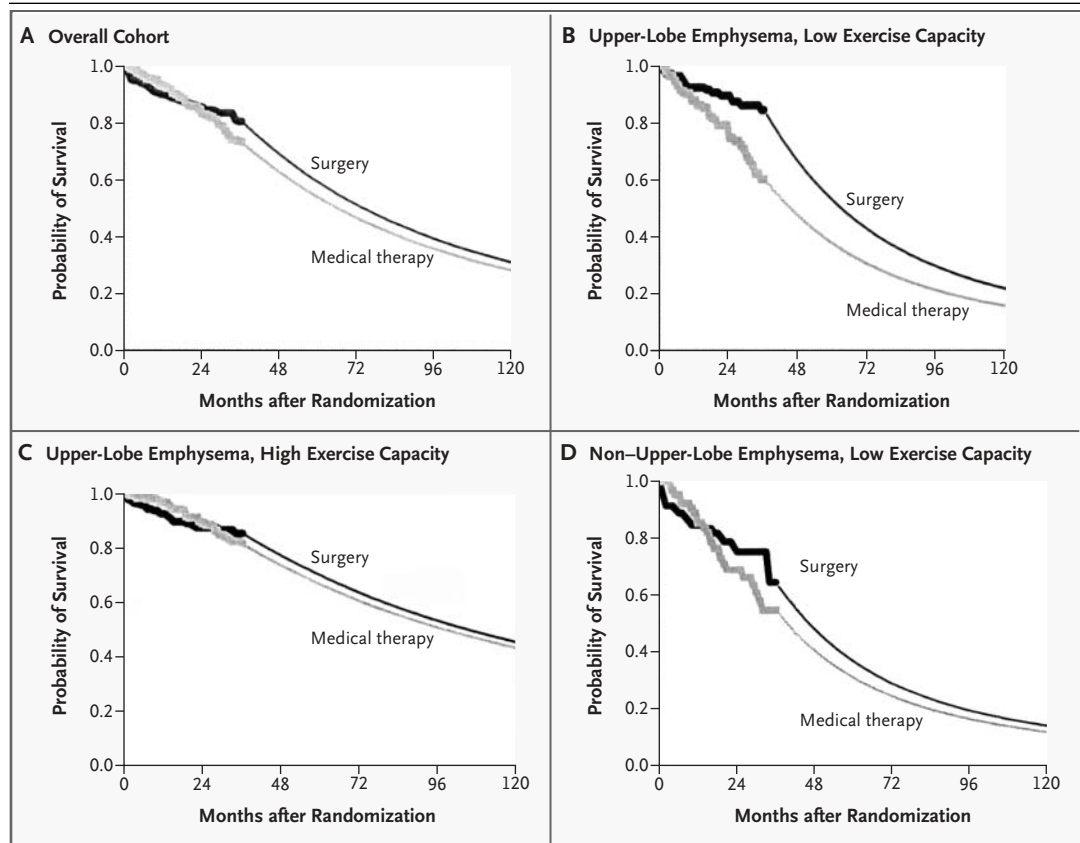 A Overall Cohort
1.0
0.8
0.6
0.4
0.2
0.0
Probability of Survival
Surgery
Medical therapy
0 24 48 72 96 120
Months after Randomization
B Upper-Lobe Emphysema, Low Exercise Capacity
1.0
0.8
0.6
0.4
0.2
0.0
Probability of Survival
Surgery
Medical therapy
0 24 48 72 96 120
Months after Randomization
C Upper-Lobe Emphysema, High Exercise Capacity
1.0
0.8
0.6
0.4
0.2
0.0
Probability of Survival
Surgery
Medical therapy
0 24 48 72 96 120
Months after Randomization
D Non–Upper-Lobe Emphysema, Low Exercise Capacity
1.0
0.8
0.6
0.4
0.2
0.0
Probability of Survival
Surgery
Medical therapy
0 24 48 72 96 120
Months after Randomization